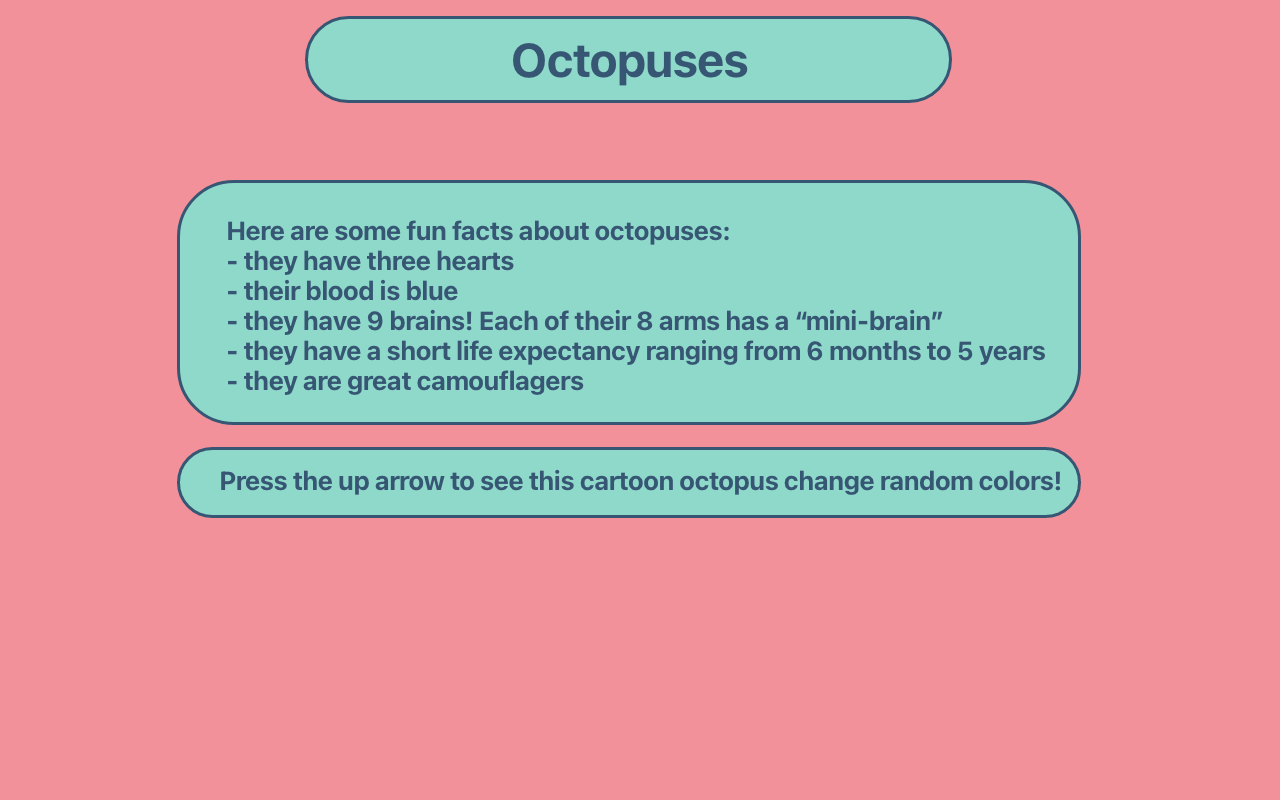 Octopuses
Here are some fun facts about octopuses:
- they have three hearts
- their blood is blue
- they have 9 brains! Each of their 8 arms has a “mini-brain”
- they have a short life expectancy ranging from 6 months to 5 years
- they are great camouflagers
Press the up arrow to see this cartoon octopus change random colors!